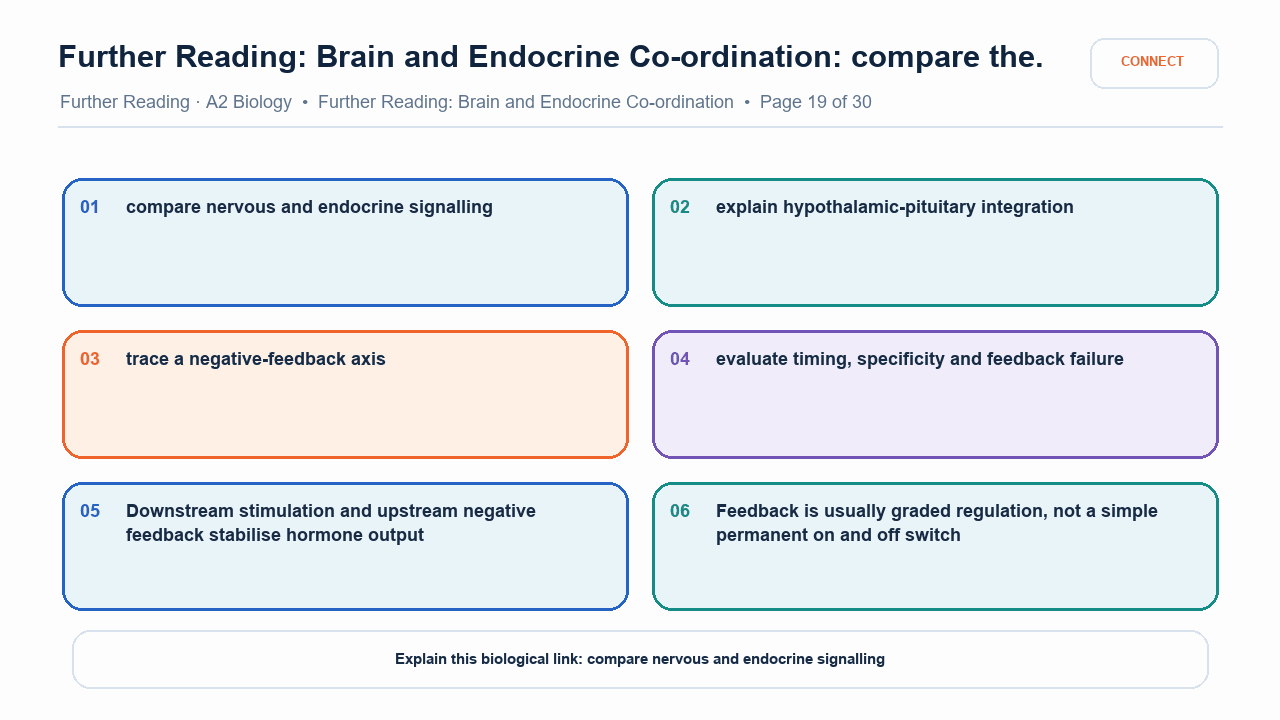 Further Reading: Brain and Endocrine Co-ordination: compare the.
CONNECT
Further Reading · A2 Biology • Further Reading: Brain and Endocrine Co-ordination • Page 19 of 30
01 compare nervous and endocrine signalling
02 explain hypothalamic-pituitary integration
03 trace a negative-feedback axis
04 evaluate timing, specificity and feedback failure
05 Downstream stimulation and upstream negative
feedback stabilise hormone output
06 Feedback is usually graded regulation, not a simple
permanent on and off switch
Explain this biological link: compare nervous and endocrine signalling